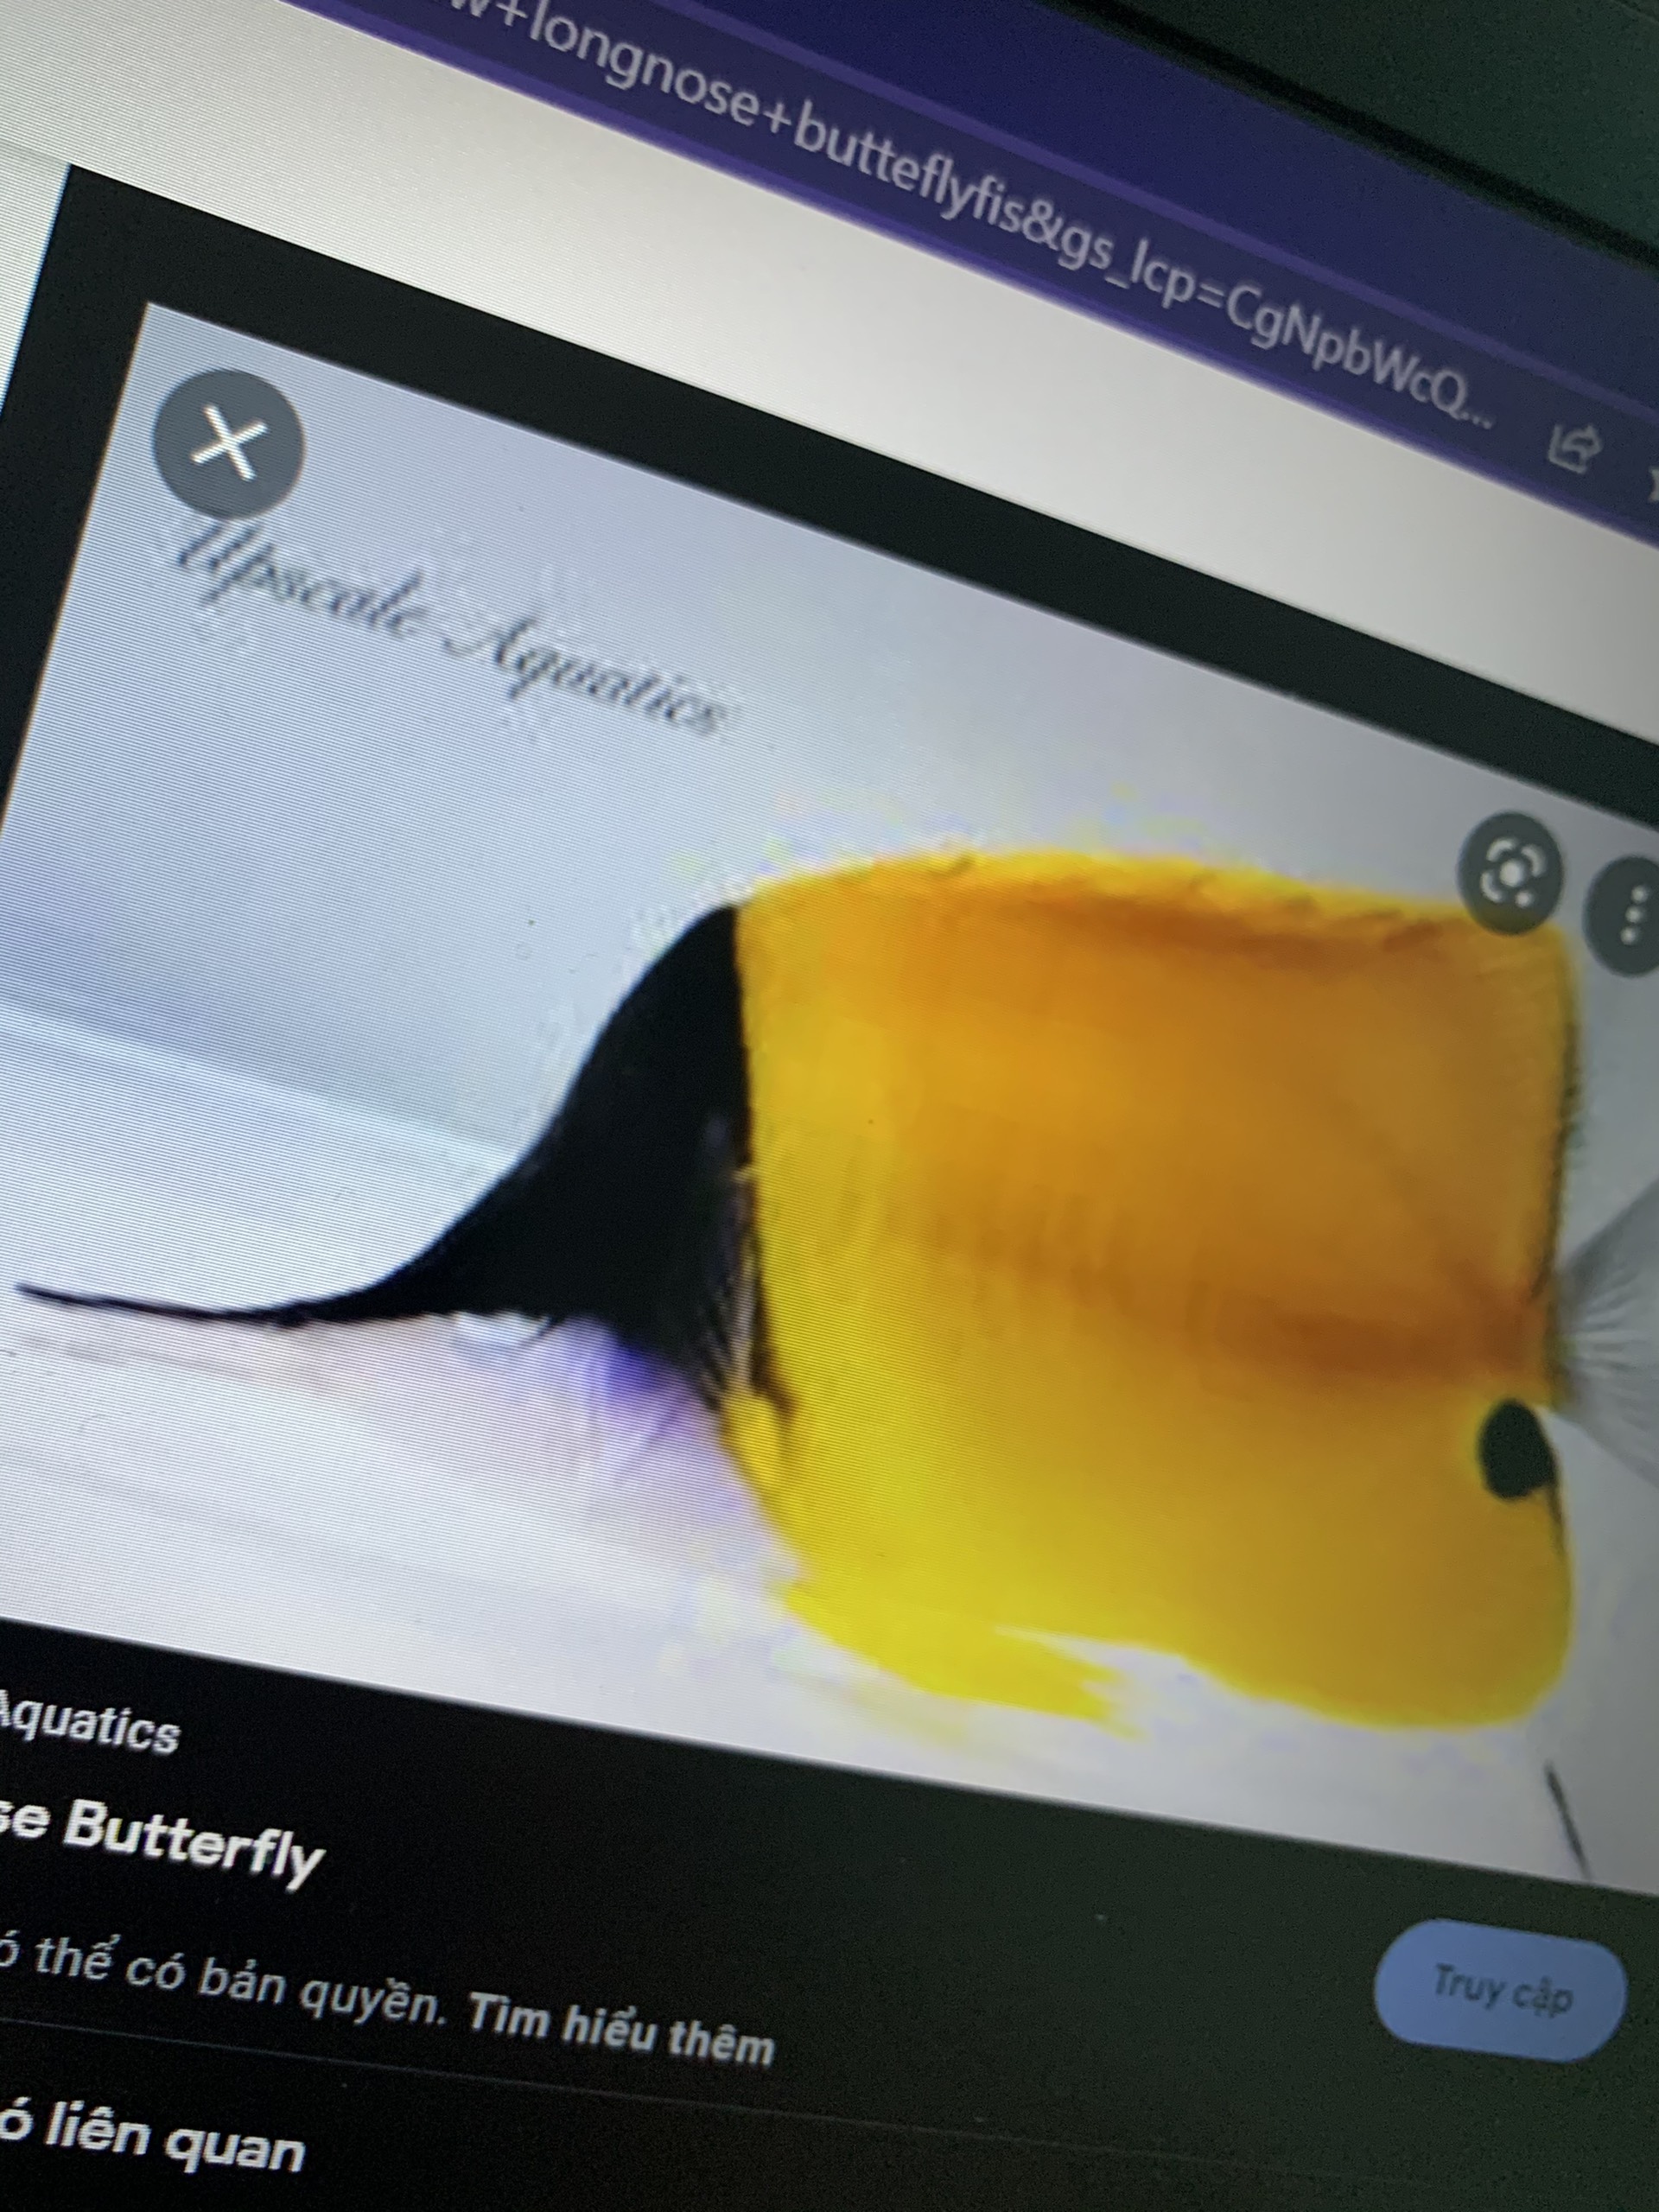 w+longnose+butteflyfis&gs_lcp=CgNpbWcQ...
Upscale Aquatics
Aquatics
se Butterfly
ó thể có bản quyền. Tìm hiểu thêm
Truy cập
ó liên quan